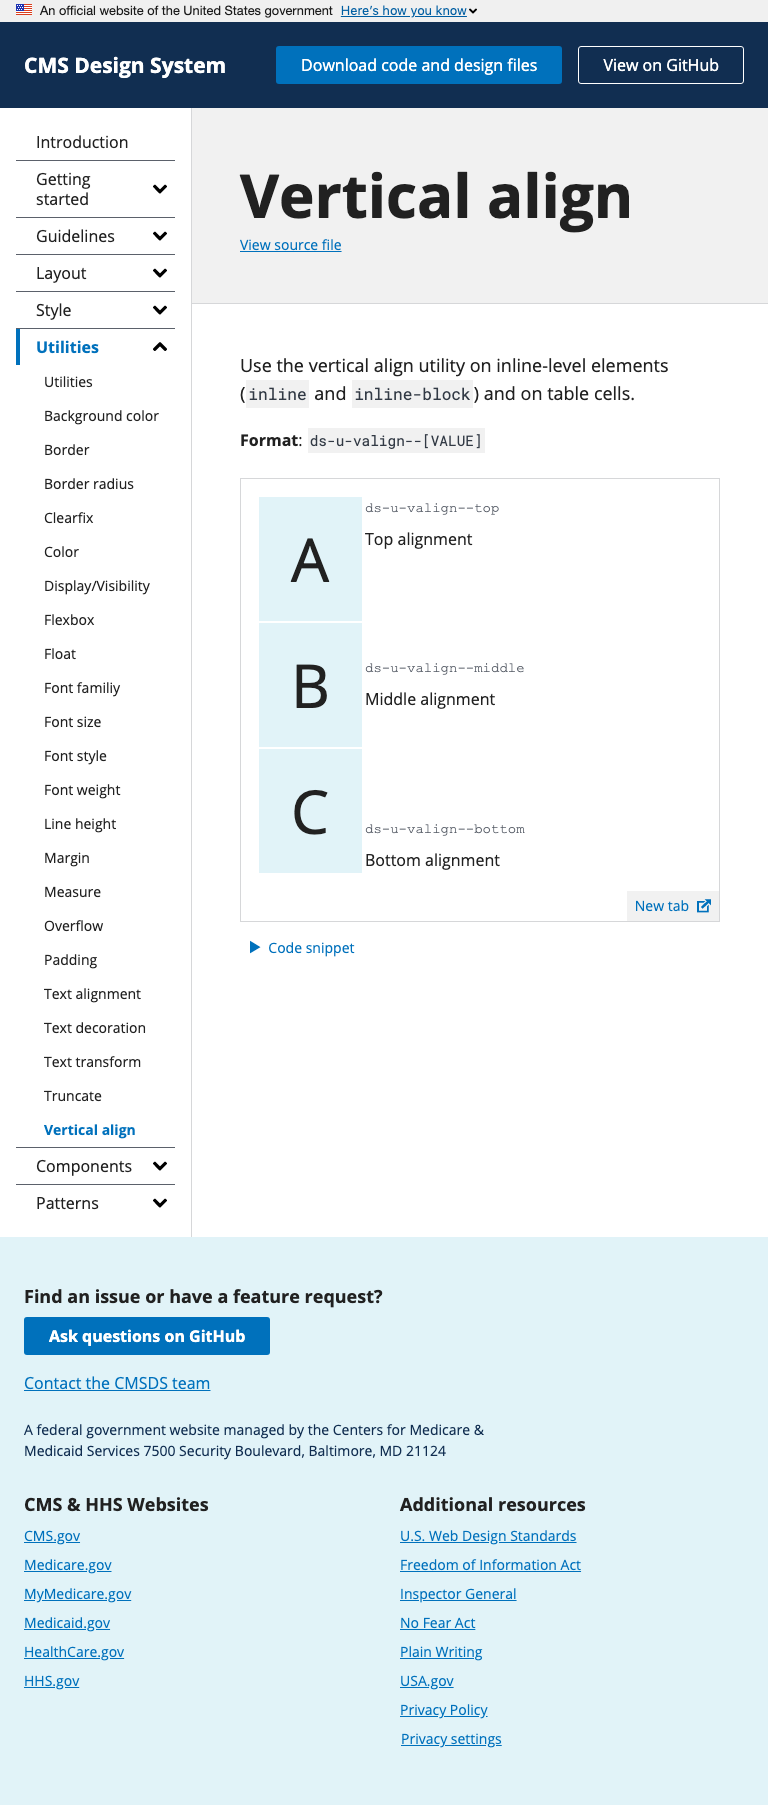 An official website of the United States government Here's how you know
CMS Design System
Download code and design files
View on GitHub
Introduction
Getting
started
Guidelines
Layout
Style
Utilities
Utilities
Background color
Border
Border radius
Clearfix
Color
Display/Visibility
Flexbox
Float
Font familiy
Font size
Font style
Font weight
Line height
Margin
Measure
Overflow
Padding
Text alignment
Text decoration
Text transform
Truncate
Vertical align
Components
Patterns
Vertical align
View source file
Use the vertical align utility on inline-level elements
(inline and inline-block) and on table cells.
Format: ds-u-valign--[VALUE]
A
ds-u-valign--top
Top alignment
B
ds-u-valign--middle
Middle alignment
C
ds-u-valign--bottom
Bottom alignment
New tab
Code snippet
Find an issue or have a feature request?
Ask questions on GitHub
Contact the CMSDS team
A federal government website managed by the Centers for Medicare &
Medicaid Services 7500 Security Boulevard, Baltimore, MD 21124
CMS & HHS Websites
CMS.gov
Medicare.gov
MyMedicare.gov
Medicaid.gov
HealthCare.gov
HHS.gov
Additional resources
U.S. Web Design Standards
Freedom of Information Act
Inspector General
No Fear Act
Plain Writing
USA.gov
Privacy Policy
Privacy settings